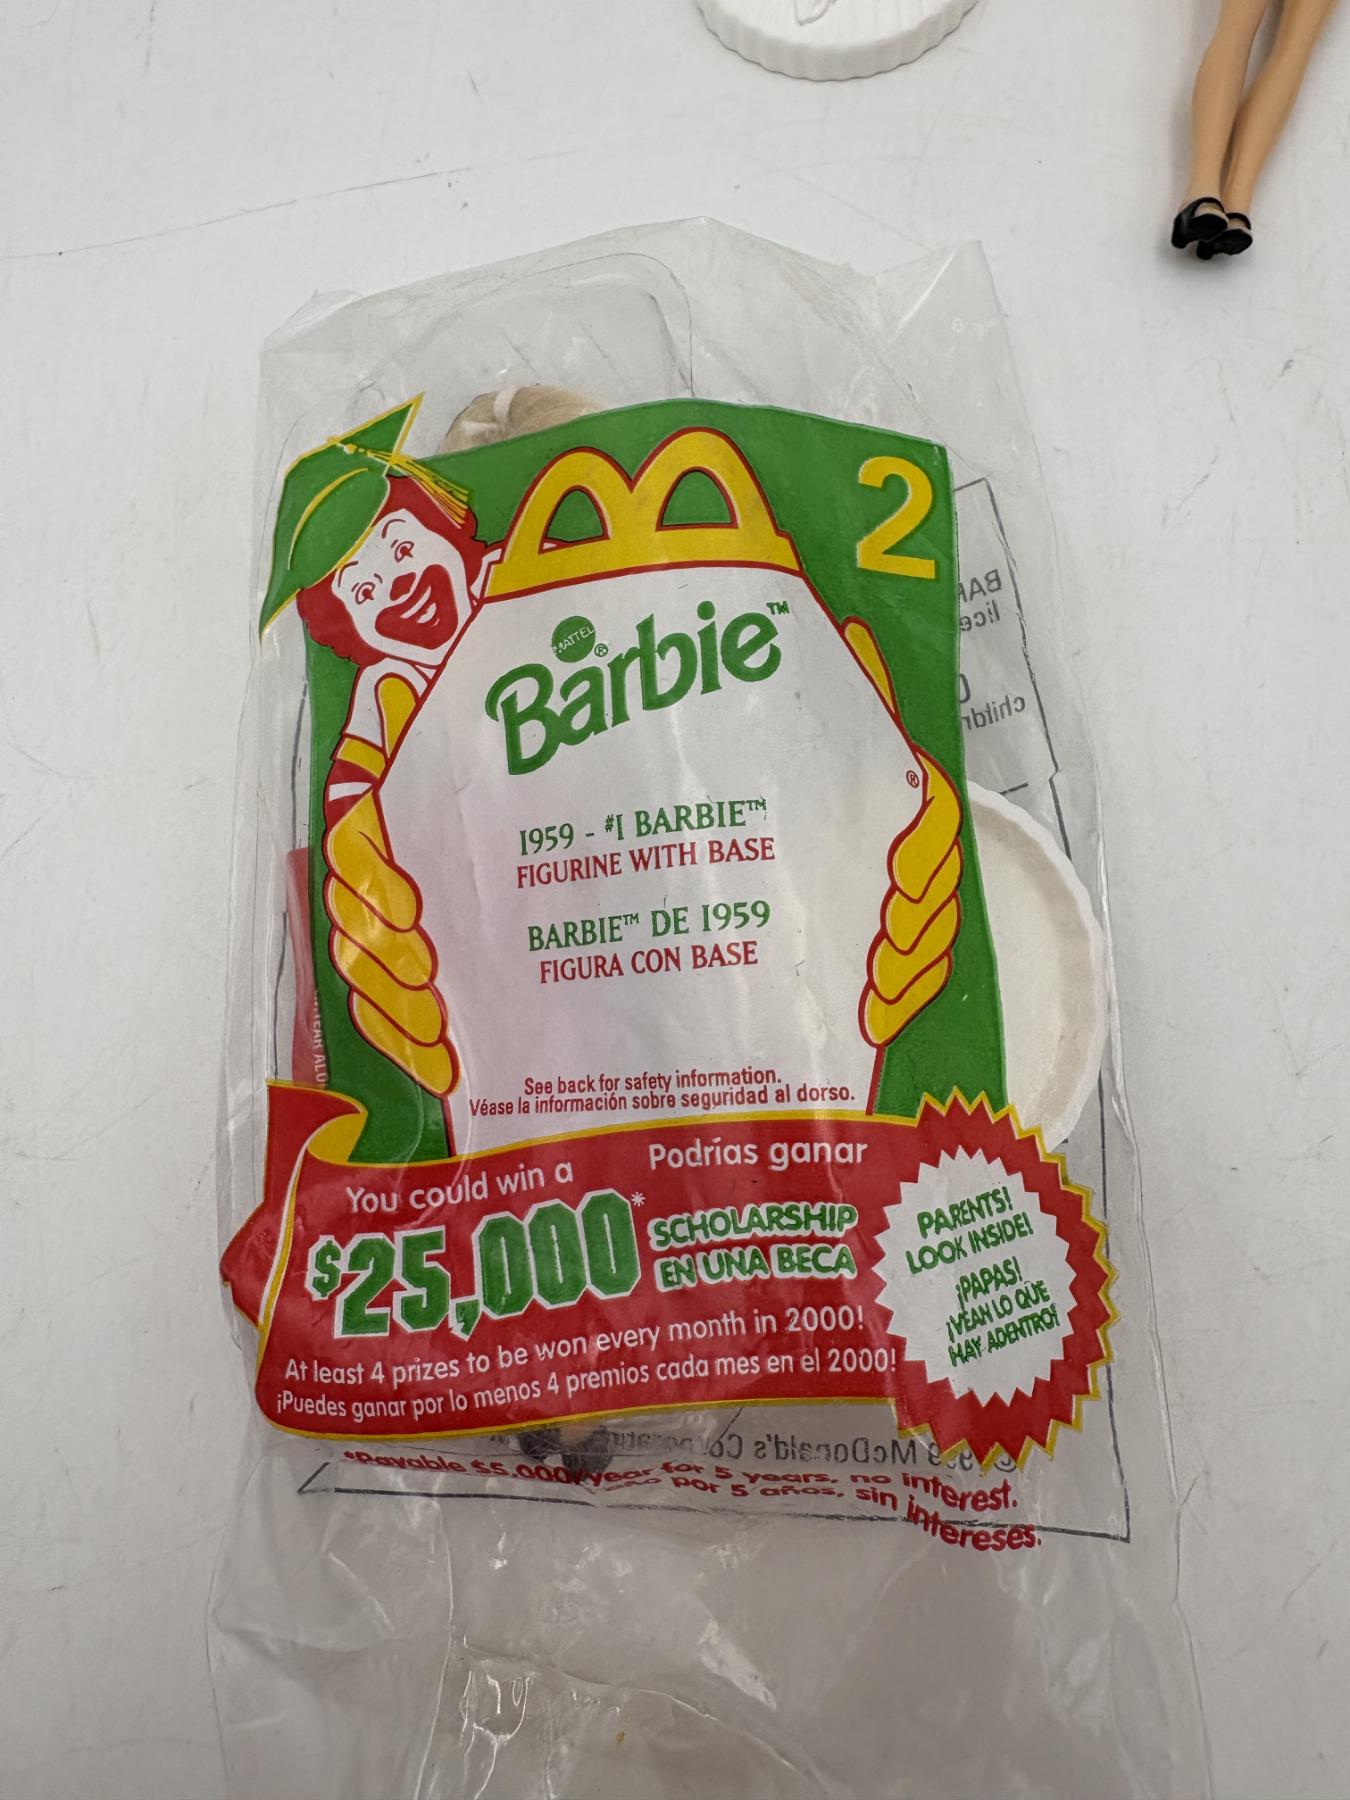 2
MATTEL
Barbie™
®
1959 - #1 BARBIE™
FIGURINE WITH BASE
BARBIE™ DE 1959
FIGURA CON BASE
®
See back for safety information.
Véase la información sobre seguridad al dorso.
You could win a
Podrías ganar
$25,000*
SCHOLARSHIP
EN UNA BECA
At least 4 prizes to be won every month in 2000!
¡Puedes ganar por lo menos 4 premios cada mes en el 2000!
PARENTS!
LOOK INSIDE!
¡PAPAS!
¡VEAN LO QUE
HAY ADENTRO!
McDonald's
*Payable $5,000/year for 5 years, no interest.
por 5 años, sin intereses.